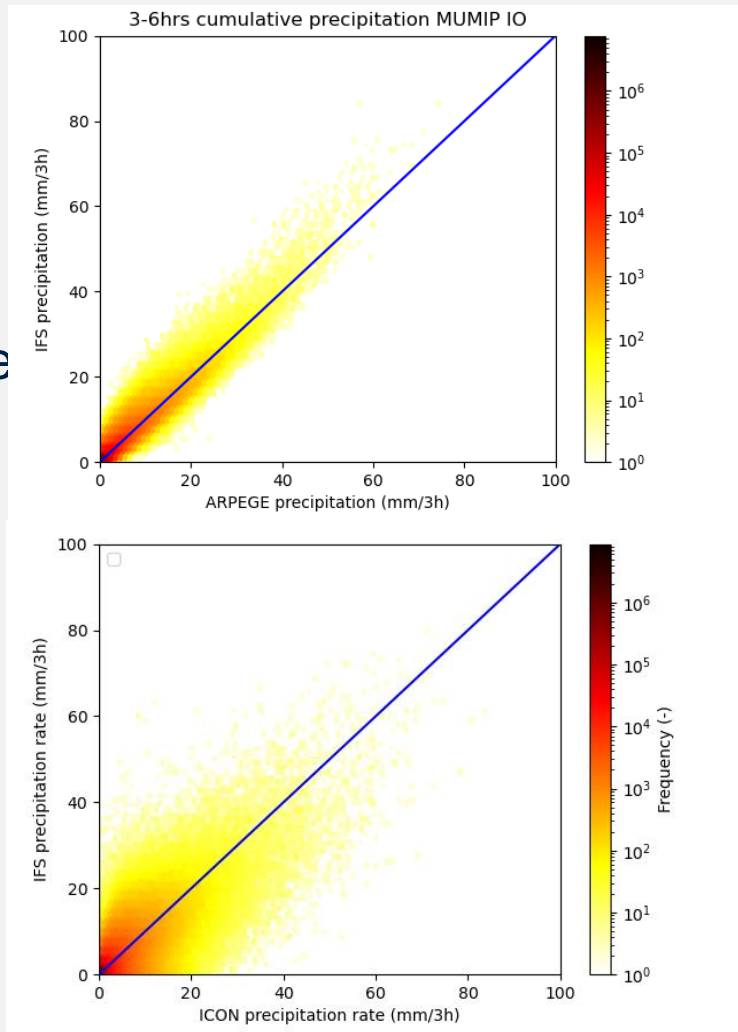 3-6hrs cumulative precipitation MUMIP IO
100
80
60
40
20
0
IFS precipitation (mm/3h)
0 20 40 60 80 100
ARPEGE precipitation (mm/3h)
10^6
10^5
10^4
10^3
10^2
10^1
10^0
e
100
80
60
40
20
0
IFS precipitation rate (mm/3h)
0 20 40 60 80 100
ICON precipitation rate (mm/3h)
10^6
10^5
10^4
10^3
10^2
10^1
10^0
Frequency (-)